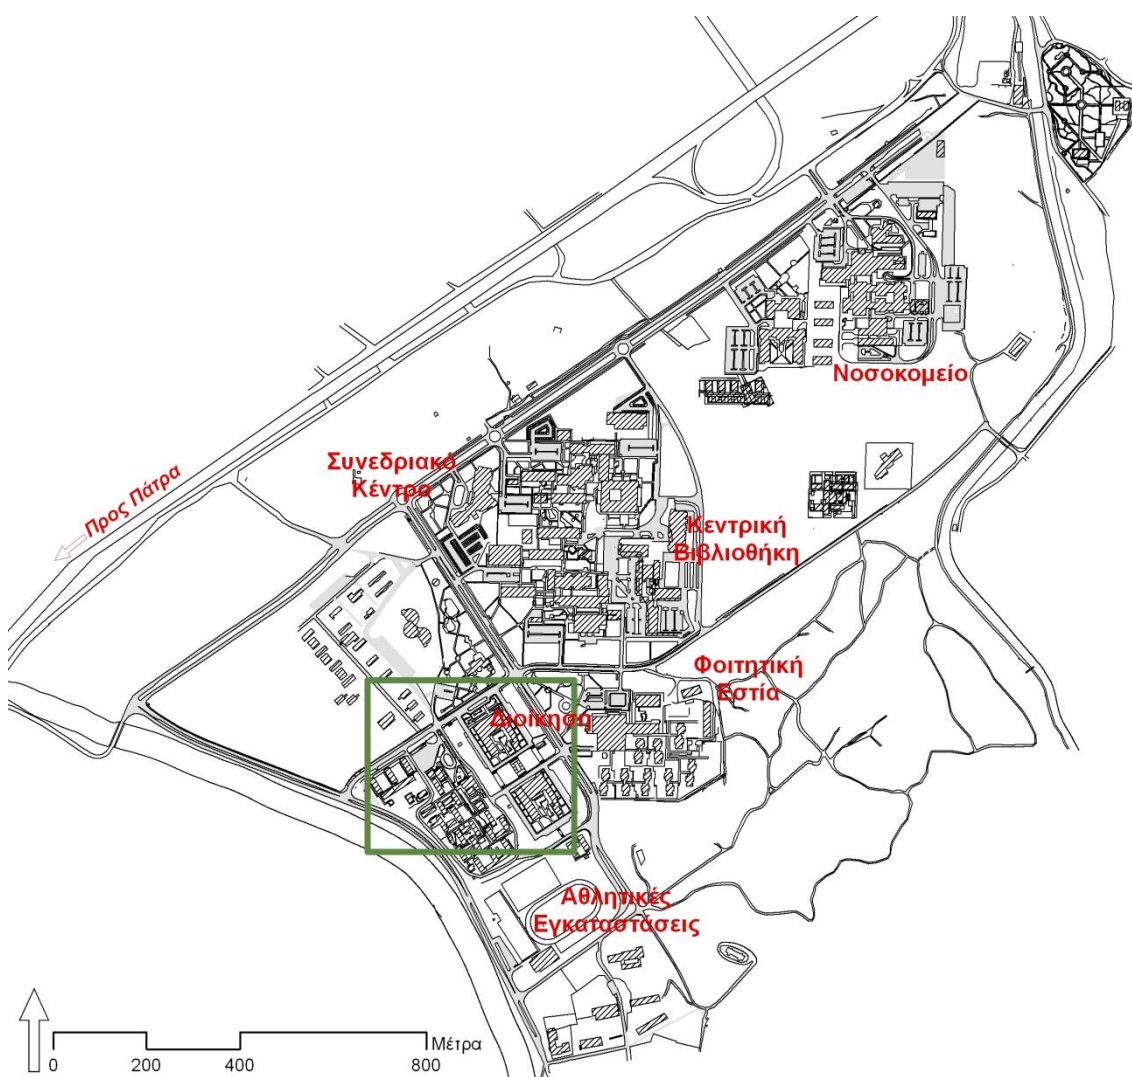 Νοσοκομείο
Συνεδριακό
Κέντρο
Προς Πάτρα
Κεντρική
Βιβλιοθήκη
Φοιτητική
Εστία
Διοίκηση
Αθλητικές
Εγκαταστάσεις
Μέτρα
0 200 400 800